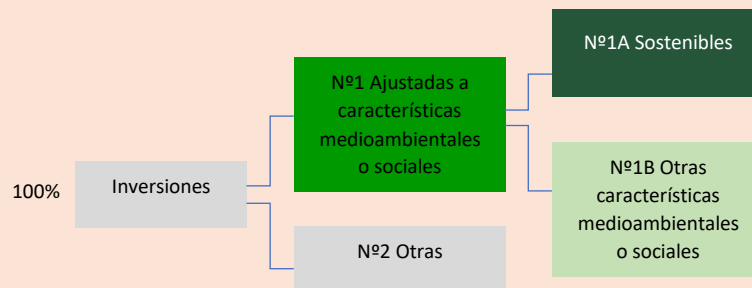 100%
Inversiones
Nº1 Ajustadas a
características
medioambientales
o sociales
Nº2 Otras
Nº1A Sostenibles
Nº1B Otras
características
medioambientales
o sociales